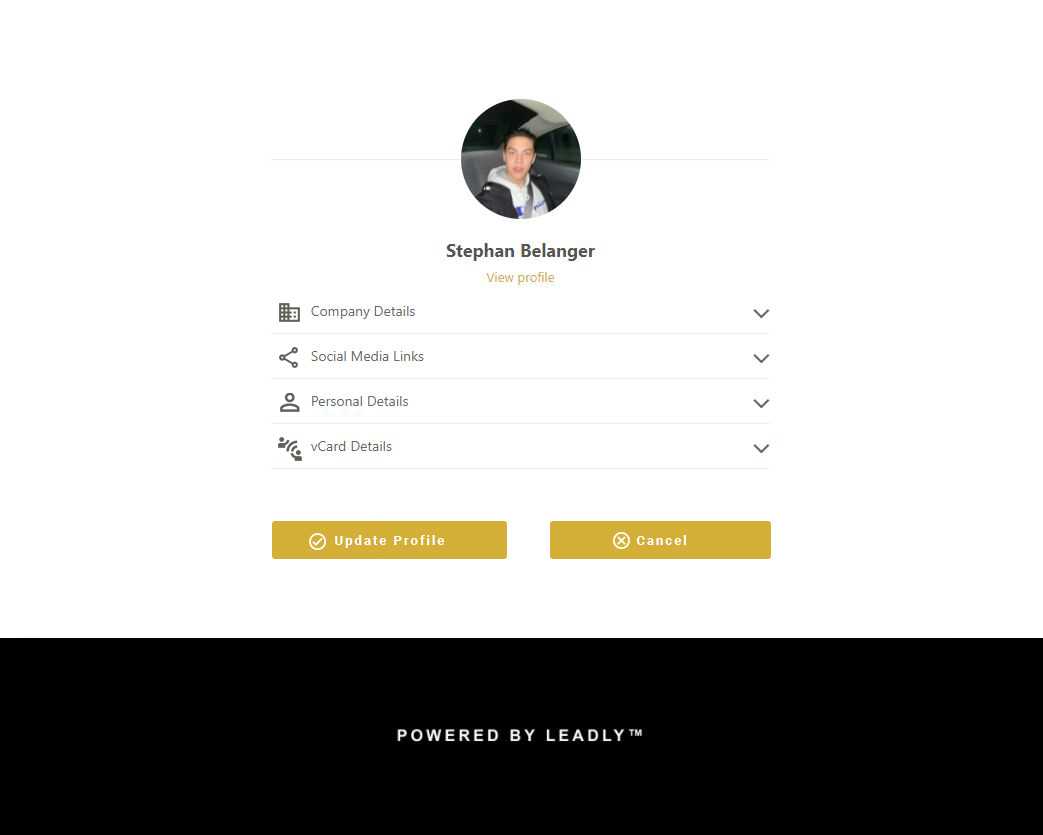 Stephan Belanger
View profile
Company Details
Social Media Links
Personal Details
vCard Details
Update Profile
Cancel
POWERED BY LEADLY™